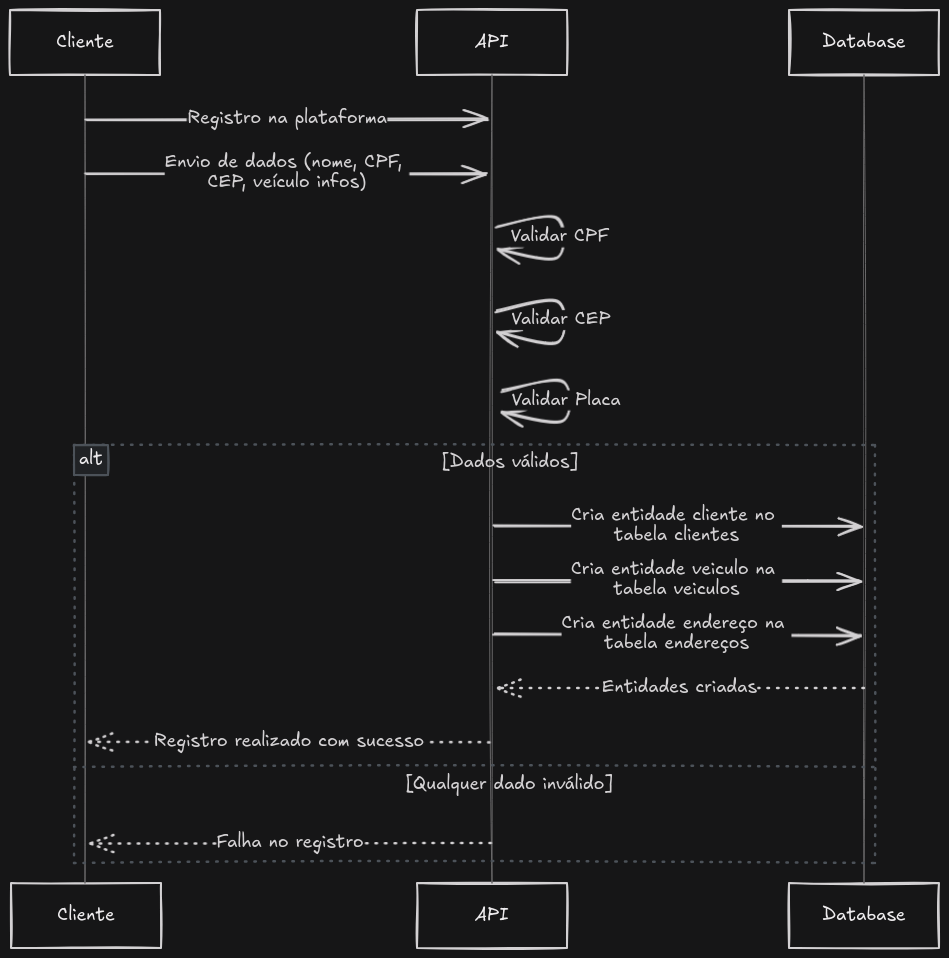 Cliente
API
Database
Registro na plataforma
Envio de dados (nome, CPF,
CEP, veículo infos)
Validar CPF
Validar CEP
Validar Placa
alt
[Dados válidos]
Cria entidade cliente no
tabela clientes
Cria entidade veiculo na
tabela veiculos
Cria entidade endereço na
tabela endereços
Entidades criadas
Registro realizado com sucesso
[Qualquer dado inválido]
Falha no registro
Cliente
API
Database